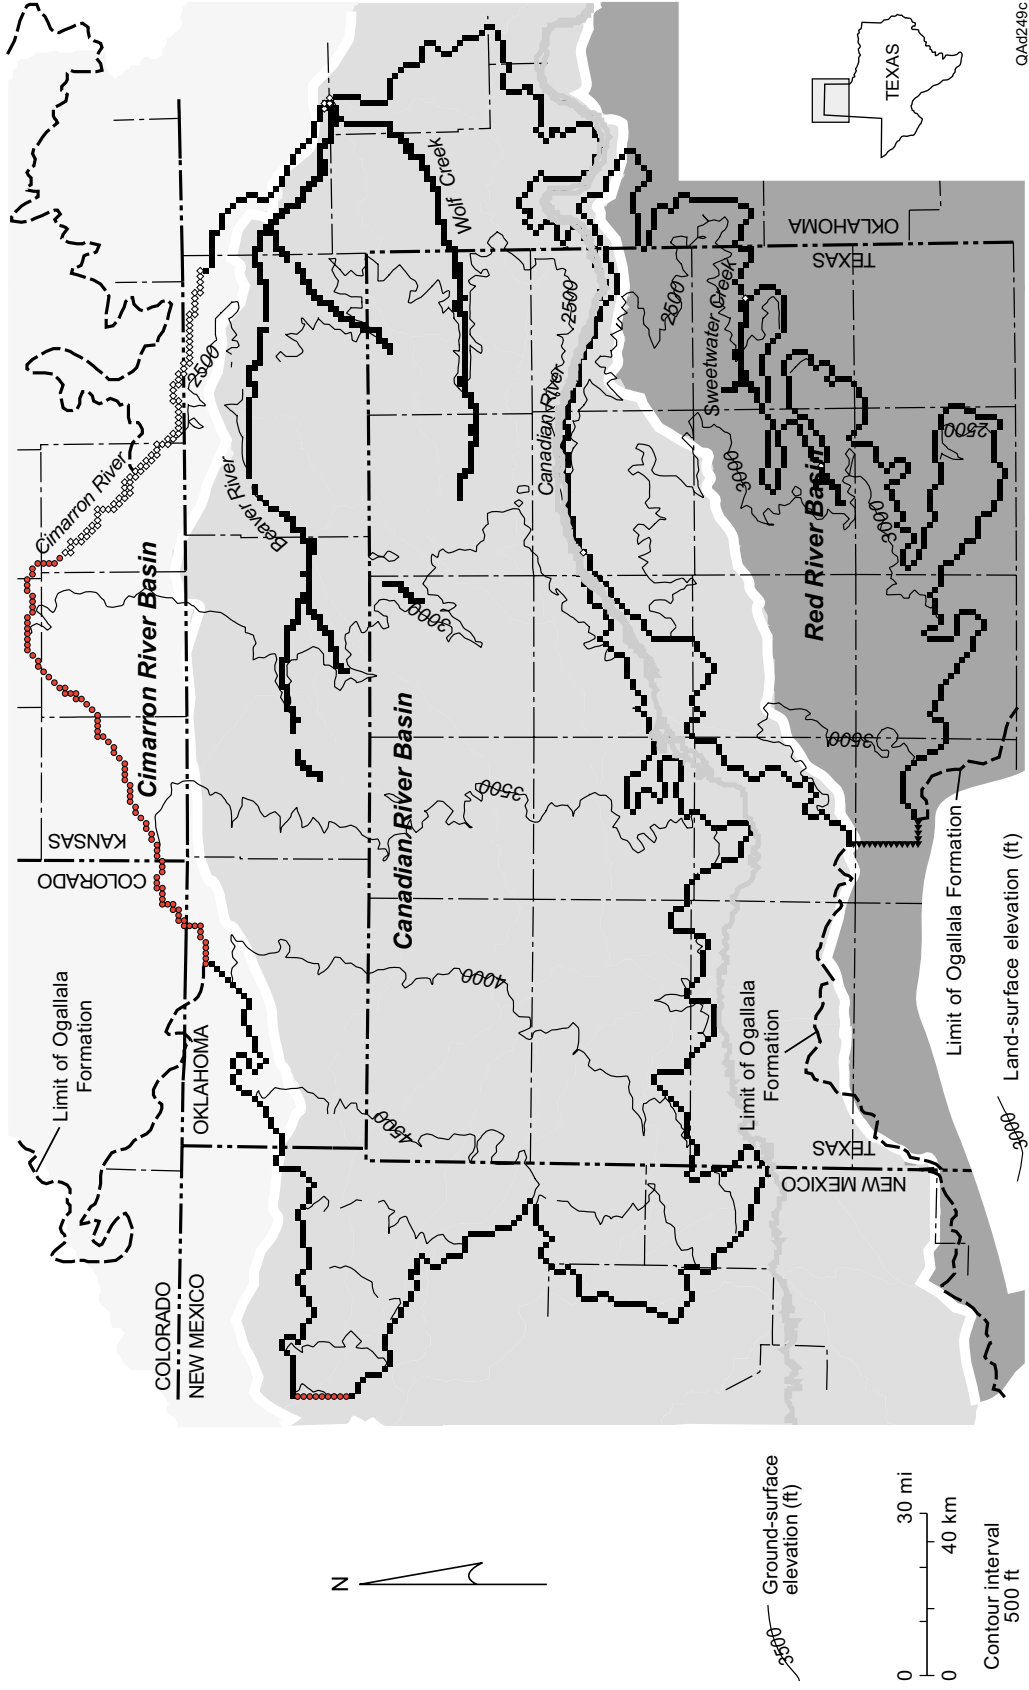 Limit of Ogallala
Formation
COLORADO
NEW MEXICO
OKLAHOMA
COLORADO
KANSAS
Cimarron River Basin
Cimarron River
2500
Beaver River
Wolf Creek
4500
4000
3500
3000
Canadian River Basin
Canadian River
2500
2500
Sweetwater Creek
3000
3000
2500
3500
Red River Basin
Limit of Ogallala
Formation
TEXAS
NEW MEXICO
OKLAHOMA
TEXAS
Limit of Ogallala Formation
3000
Land-surface elevation (ft)
TEXAS
QAd249c
N
3500
Ground-surface
elevation (ft)
0
30 mi
0
40 km
Contour interval
500 ft